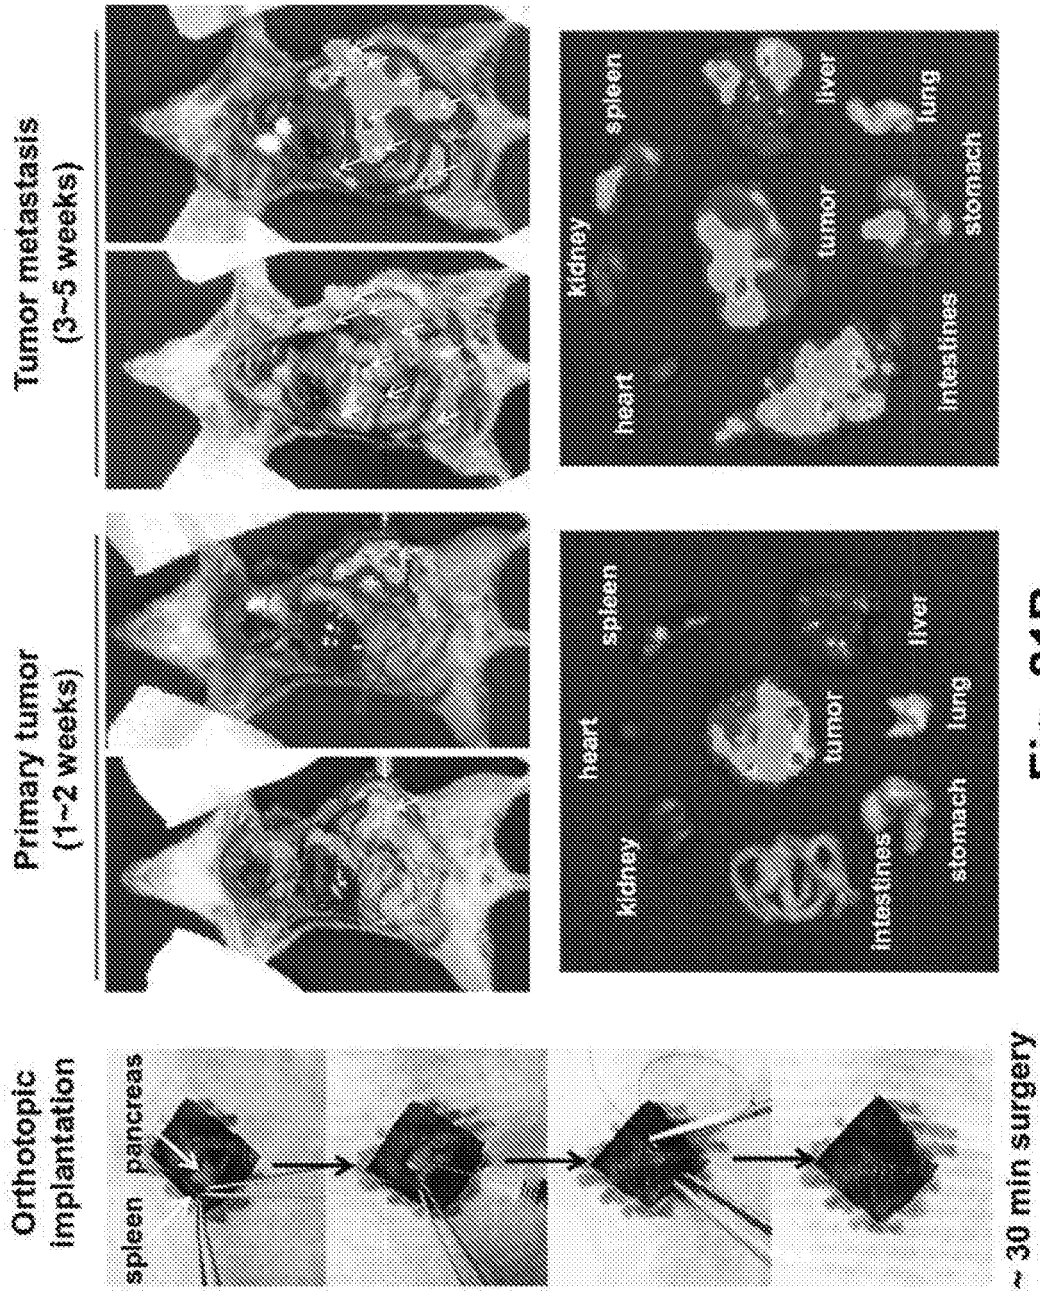 Orthotopic
implantation
spleen pancreas
~ 30 min surgery
Primary tumor
(1~2 weeks)
kidney
heart
spleen
tumor
intestines
stomach
lung
liver
Tumor metastasis
(3~5 weeks)
heart
kidney
spleen
tumor
liver
intestines
stomach
lung